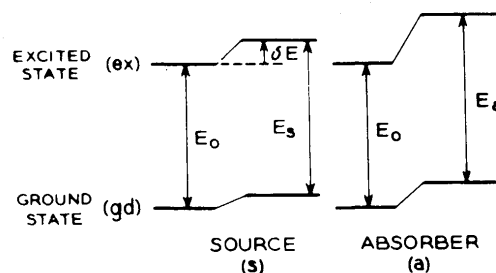 EXCITED STATE (ex)
δE
E₀
Eₛ
E₀
Eₐ
GROUND STATE (gd)
SOURCE (s)
ABSORBER (a)